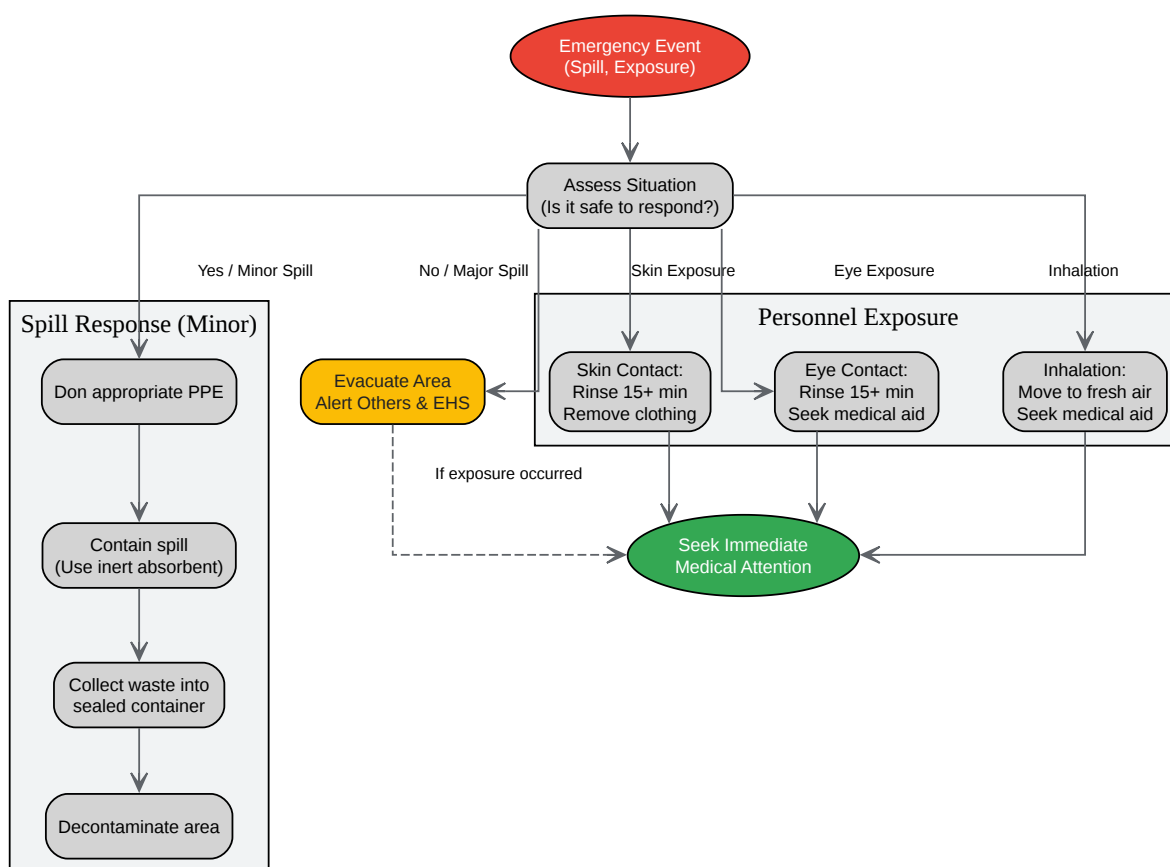 Emergency Event
(Spill, Exposure)
Assess Situation
(Is it safe to respond?)
Yes / Minor Spill
No / Major Spill
Skin Exposure
Eye Exposure
Inhalation
Spill Response (Minor)
Personnel Exposure
Don appropriate PPE
Evacuate Area
Alert Others & EHS
Skin Contact:
Rinse 15+ min
Remove clothing
Eye Contact:
Rinse 15+ min
Seek medical aid
Inhalation:
Move to fresh air
Seek medical aid
If exposure occurred
Contain spill
(Use inert absorbent)
Seek Immediate
Medical Attention
Collect waste into
sealed container
Decontaminate area